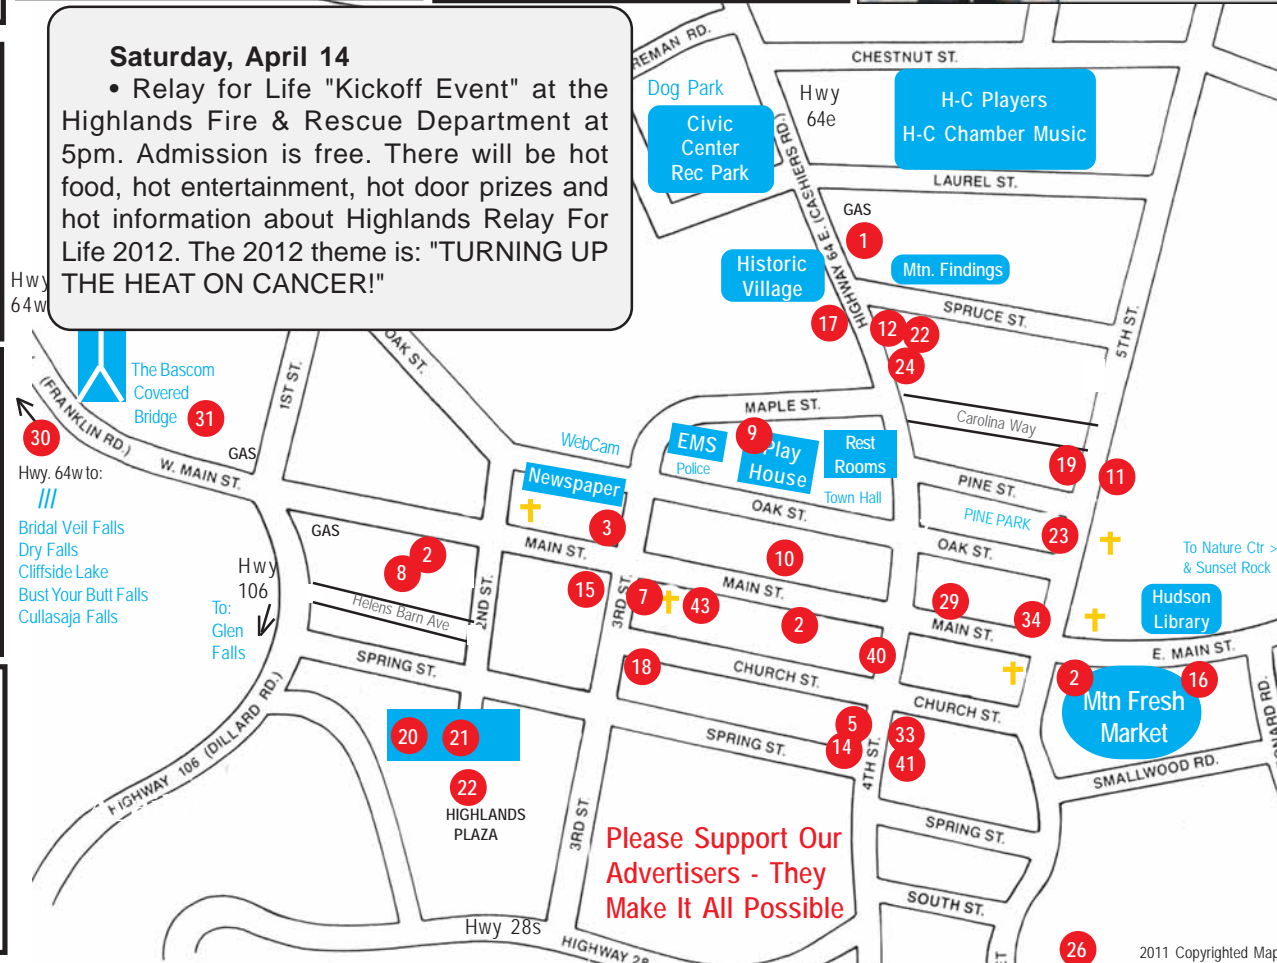 Saturday, April 14
• Relay for Life "Kickoff Event" at the
Highlands Fire & Rescue Department at
5pm. Admission is free. There will be hot
food, hot entertainment, hot door prizes and
hot information about Highlands Relay For
Life 2012. The 2012 theme is: "TURNING UP
THE HEAT ON CANCER!"
REMAN RD.
CHESTNUT ST.
Dog Park
Civic
Center
Rec Park
Hwy
64e
H-C Players
H-C Chamber Music
LAUREL ST.
HIGHWAY 64 E. (CASHIERS RD.)
GAS
1
Historic
Village
Mtn. Findings
SPRUCE ST.
5TH ST.
17
12
22
24
Hwy
64w
OAK ST.
1ST ST.
The Bascom
Covered
Bridge
31
(FRANKLIN RD.)
30
W. MAIN ST.
GAS
Hwy. 64w to:
Bridal Veil Falls
Dry Falls
Cliffside Lake
Bust Your Butt Falls
Cullasaja Falls
MAPLE ST.
Carolina Way
WebCam
EMS
Police
9
Play
House
Rest
Rooms
Town Hall
19
11
PINE ST.
Newspaper
3
OAK ST.
PINE PARK
23
OAK ST.
To Nature Ctr >
& Sunset Rock
GAS
2
8
MAIN ST.
10
Hwy
106
To:
Glen
Falls
Helens Barn Ave
2ND ST.
15
3RD ST.
7
43
MAIN ST.
2
29
34
MAIN ST.
Hudson
Library
E. MAIN ST.
SPRING ST.
18
CHURCH ST.
40
2
16
Mtn Fresh
Market
ONARD RD.
CHURCH ST.
20
21
22
HIGHLANDS
PLAZA
SPRING ST.
5
14
4TH ST.
33
41
SMALLWOOD RD.
HIGHWAY 106 (DILLARD RD.)
3RD ST.
Please Support Our
Advertisers - They
Make It All Possible
SPRING ST.
SOUTH ST.
Hwy 28s
HIGHWAY 28
ET
26
2011 Copyrighted Map